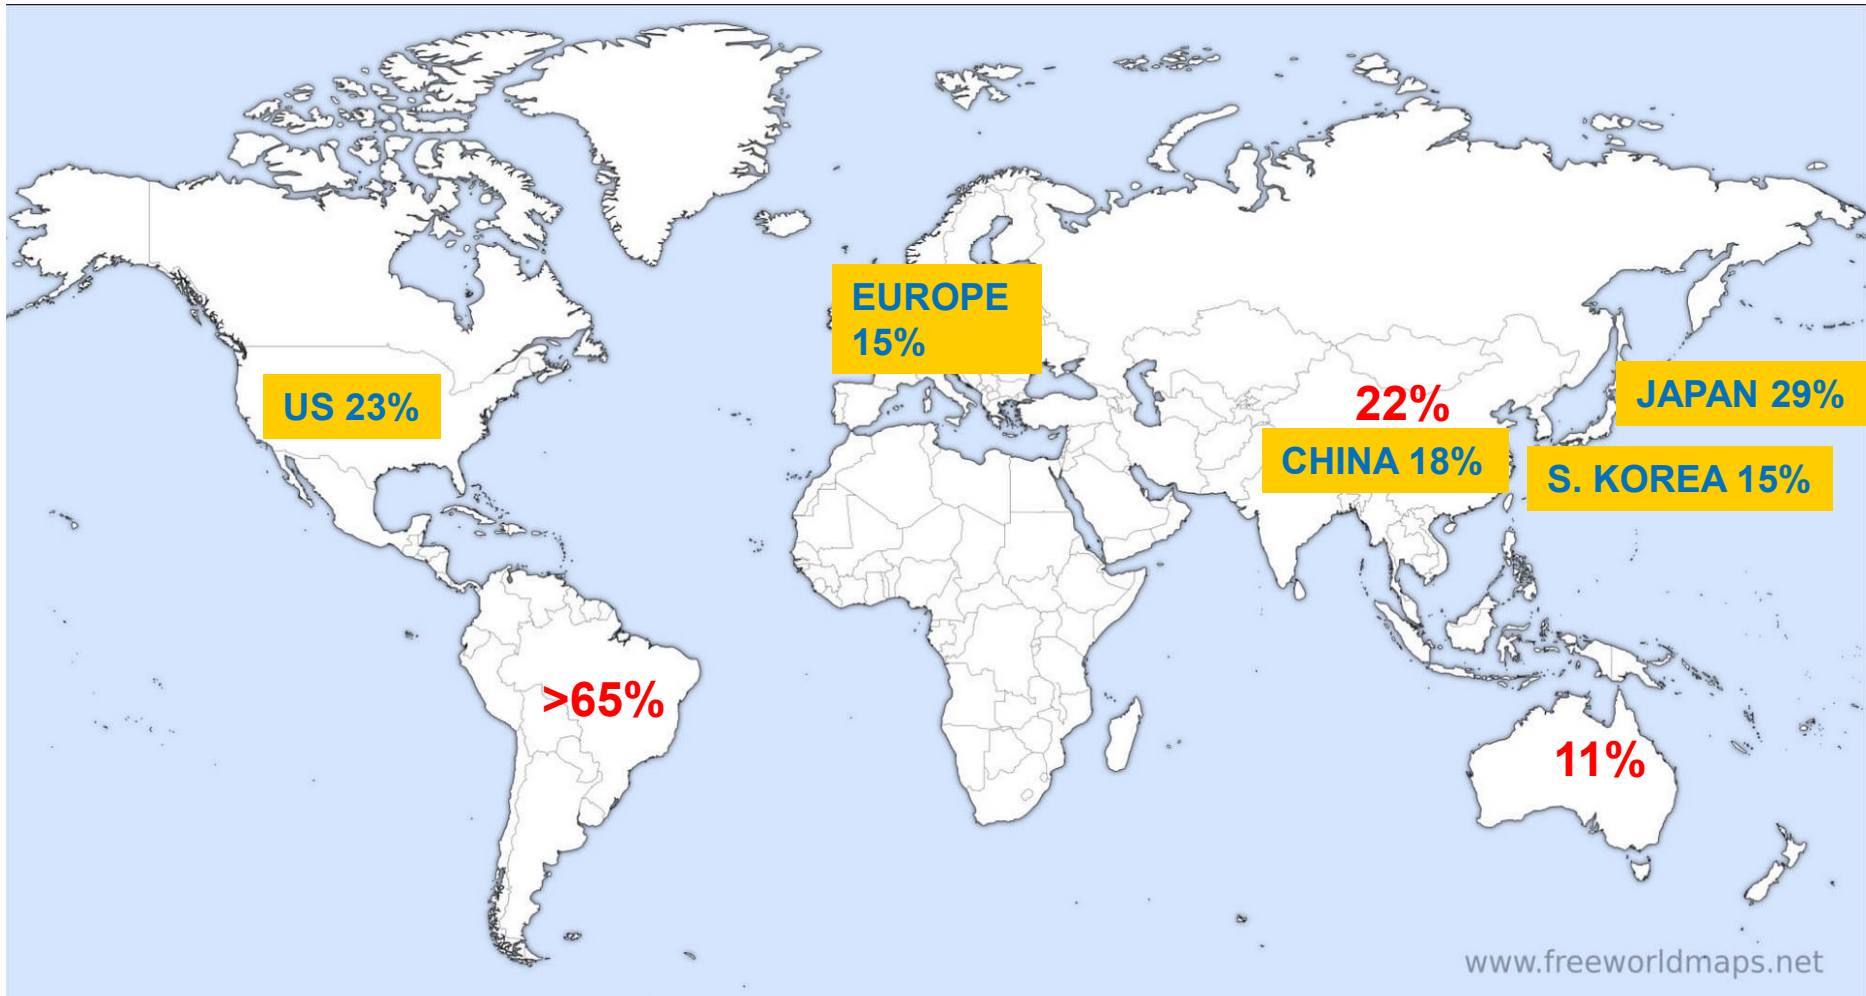 EUROPE
15%
US 23%
22%
JAPAN 29%
CHINA 18%
S. KOREA 15%
>65%
11%
www.freeworldmaps.net